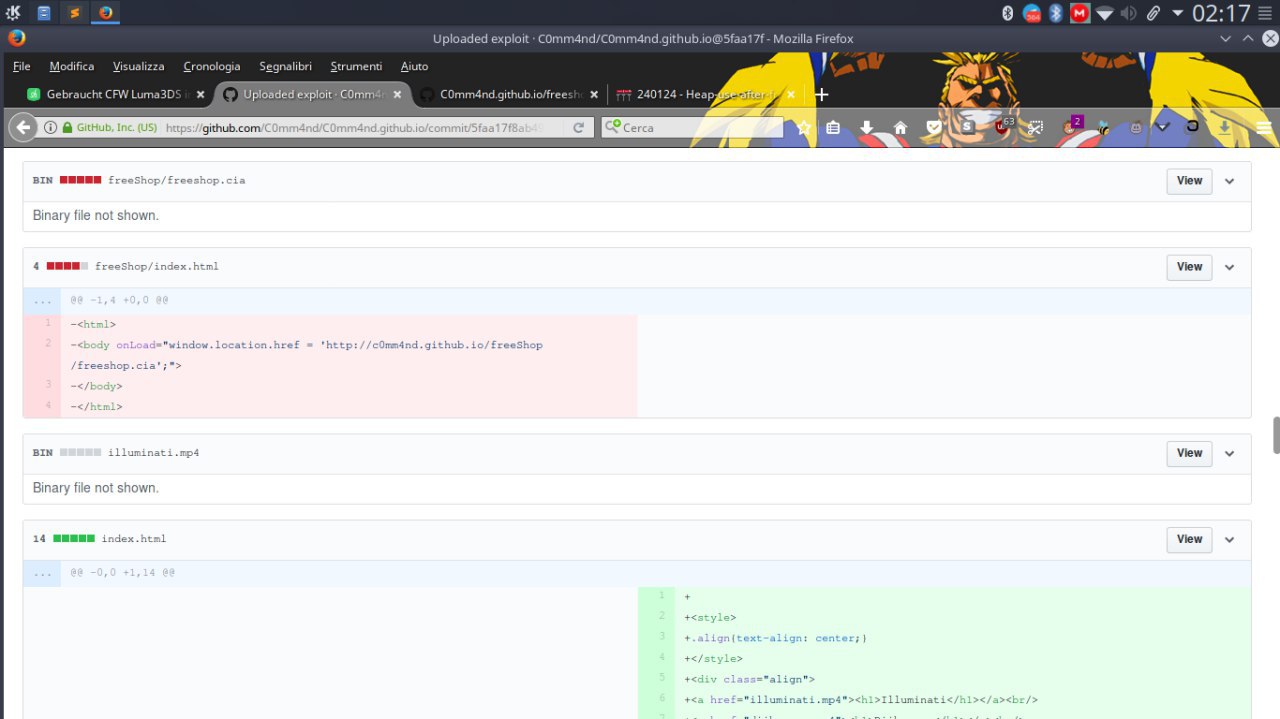 564 M 02:17
Uploaded exploit · C0mm4nd/C0mm4nd.github.io@5faa17f - Mozilla Firefox
File Modifica Visualizza Cronologia Segnalibri Strumenti Aiuto
Gebraucht CFW Luma3DS in Uploaded exploit · C0mm4n C0mm4nd.github.io/freesh 240124 - Heap-use-after-f
GitHub, Inc. (US) https://github.com/C0mm4nd/C0mm4nd.github.io/commit/5faa17f8ab49 Cerca S 63 2
BIN freeShop/freeshop.cia View
Binary file not shown.
4 freeShop/index.html View
... @@ -1,4 +0,0 @@
1 -<html>
2 -<body onLoad="window.location.href = 'http://c0mm4nd.github.io/freeShop
/freeshop.cia';">
3 -</body>
4 -</html>
BIN illuminati.mp4 View
Binary file not shown.
14 index.html View
... @@ -0,0 +1,14 @@
1 +
2 +<style>
3 +.align(text-align: center;)
4 +</style>
5 +<div class="align">
6 +<a href="illuminati.mp4"><h1>Illuminati</h1></a><br/>